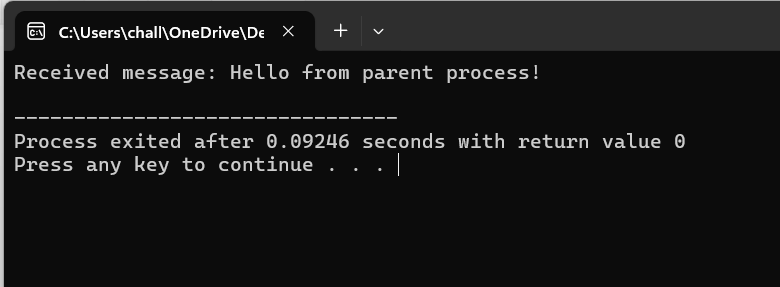 C:\Users\chall\OneDrive\De
Received message: Hello from parent process!
--------------------------------
Process exited after 0.09246 seconds with return value 0
Press any key to continue . . .